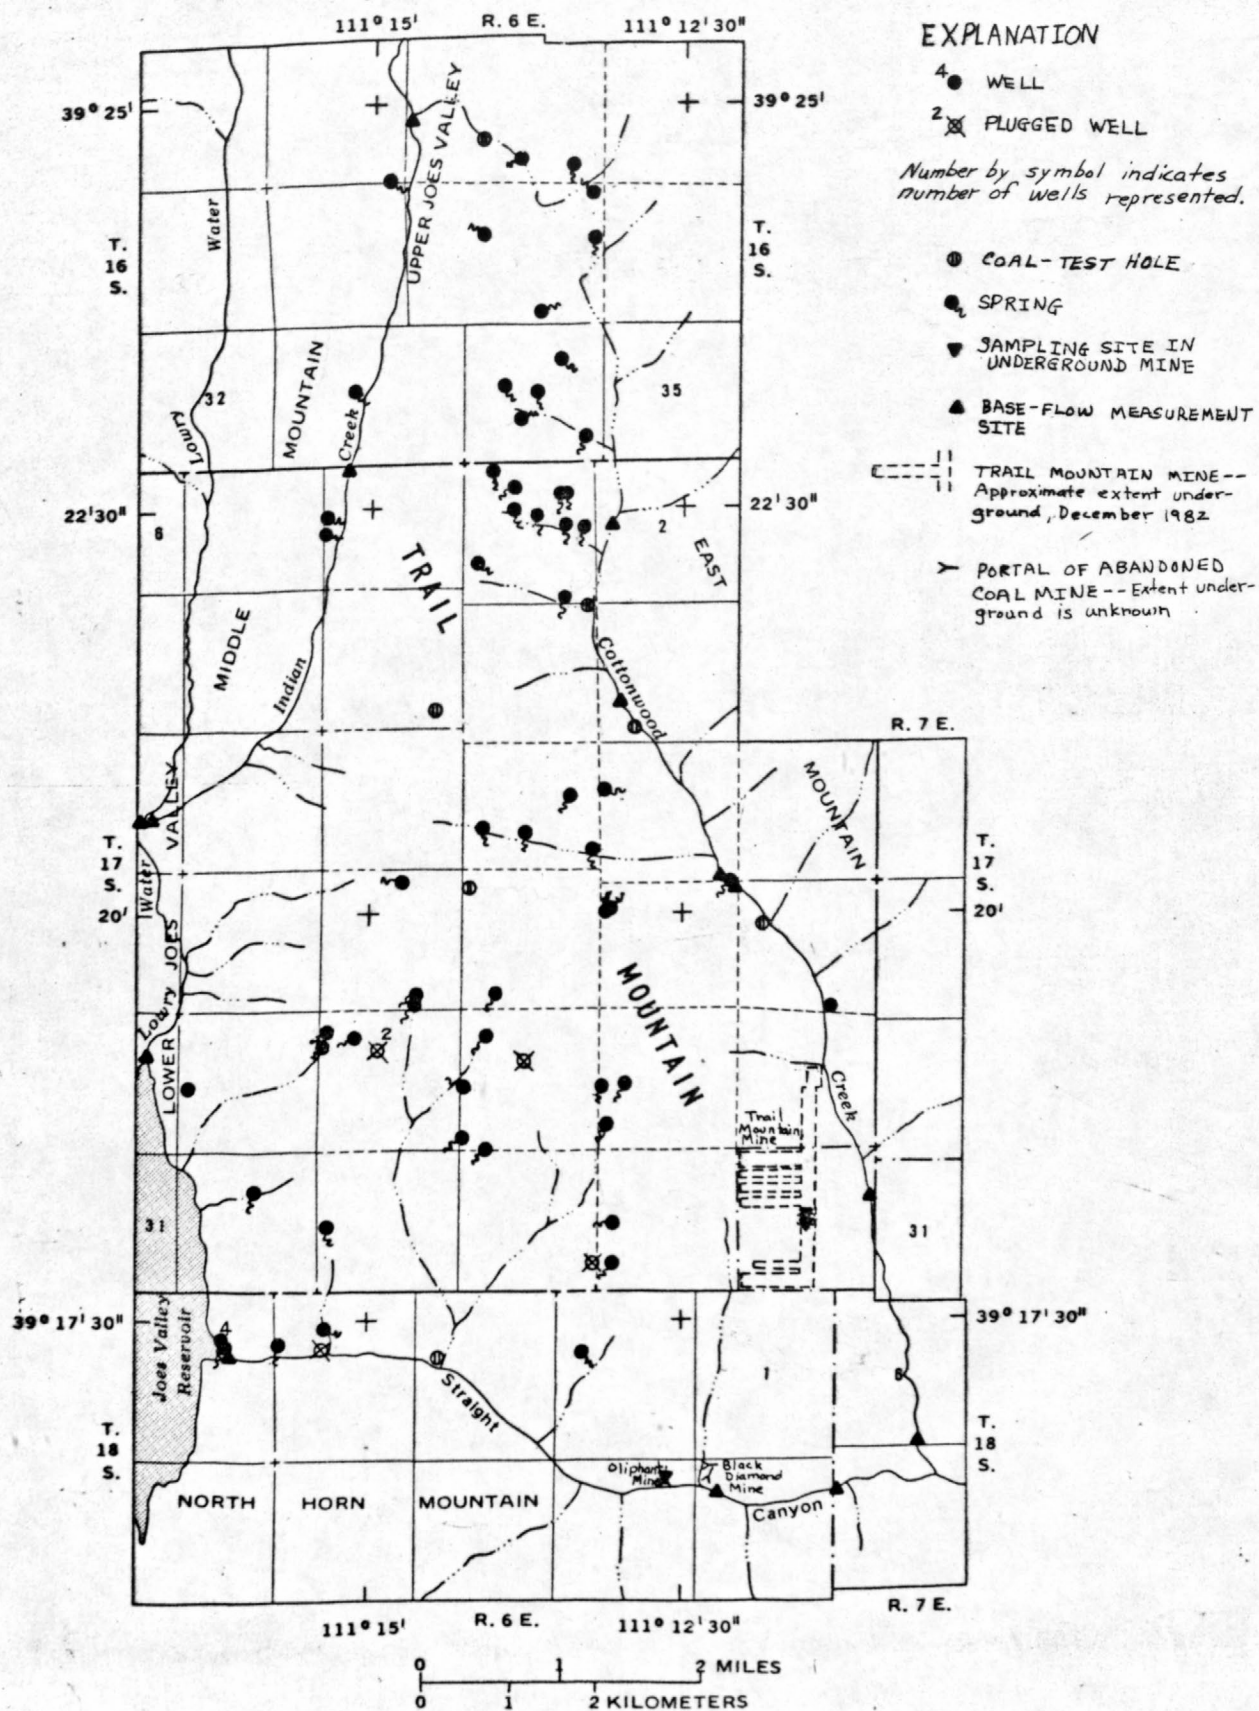 111° 15'
R. 6 E.
111° 12' 30"
EXPLANATION
4 WELL
2 PLUGGED WELL
Number by symbol indicates
number of wells represented.
COAL-TEST HOLE
SPRING
SAMPLING SITE IN
UNDERGROUND MINE
BASE-FLOW MEASUREMENT
SITE
TRAIL MOUNTAIN MINE--
Approximate extent under-
ground, December 1982
PORTAL OF ABANDONED
COAL MINE--Extent under-
ground is unknown
39° 25'
39° 25'
UPPER JOES VALLEY
Water
T.
16
S.
T.
16
S.
MOUNTAIN
32
35
Lowry
Creek
22' 30"
22' 30"
6
2
TRAIL
EAST
MIDDLE
Indian
Cottonwood
R. 7 E.
MOUNTAIN
VALLEY
T.
17
S.
T.
17
S.
Water
20'
20'
MOUNTAIN
LOWER JOES
Lowry
2
Creek
Trail
Mountain
Mine
31
31
39° 17' 30"
39° 17' 30"
Joes Valley
Reservoir
4
1
6
Straight
T.
18
S.
T.
18
S.
Oliphant
Mine
Black
Diamond
Mine
NORTH HORN MOUNTAIN
Canyon
111° 15'
R. 6 E.
111° 12' 30"
R. 7 E.
0 1 2 MILES
0 1 2 KILOMETERS